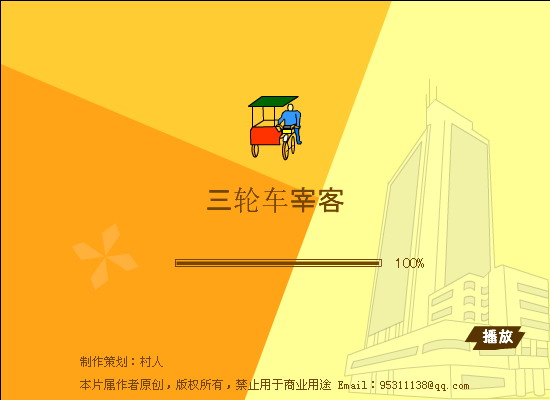 三轮车宰客
100%
播放
制作策划：村人
本片属作者原创，版权所有，禁止用于商业用途 Email：95311138@qq.com